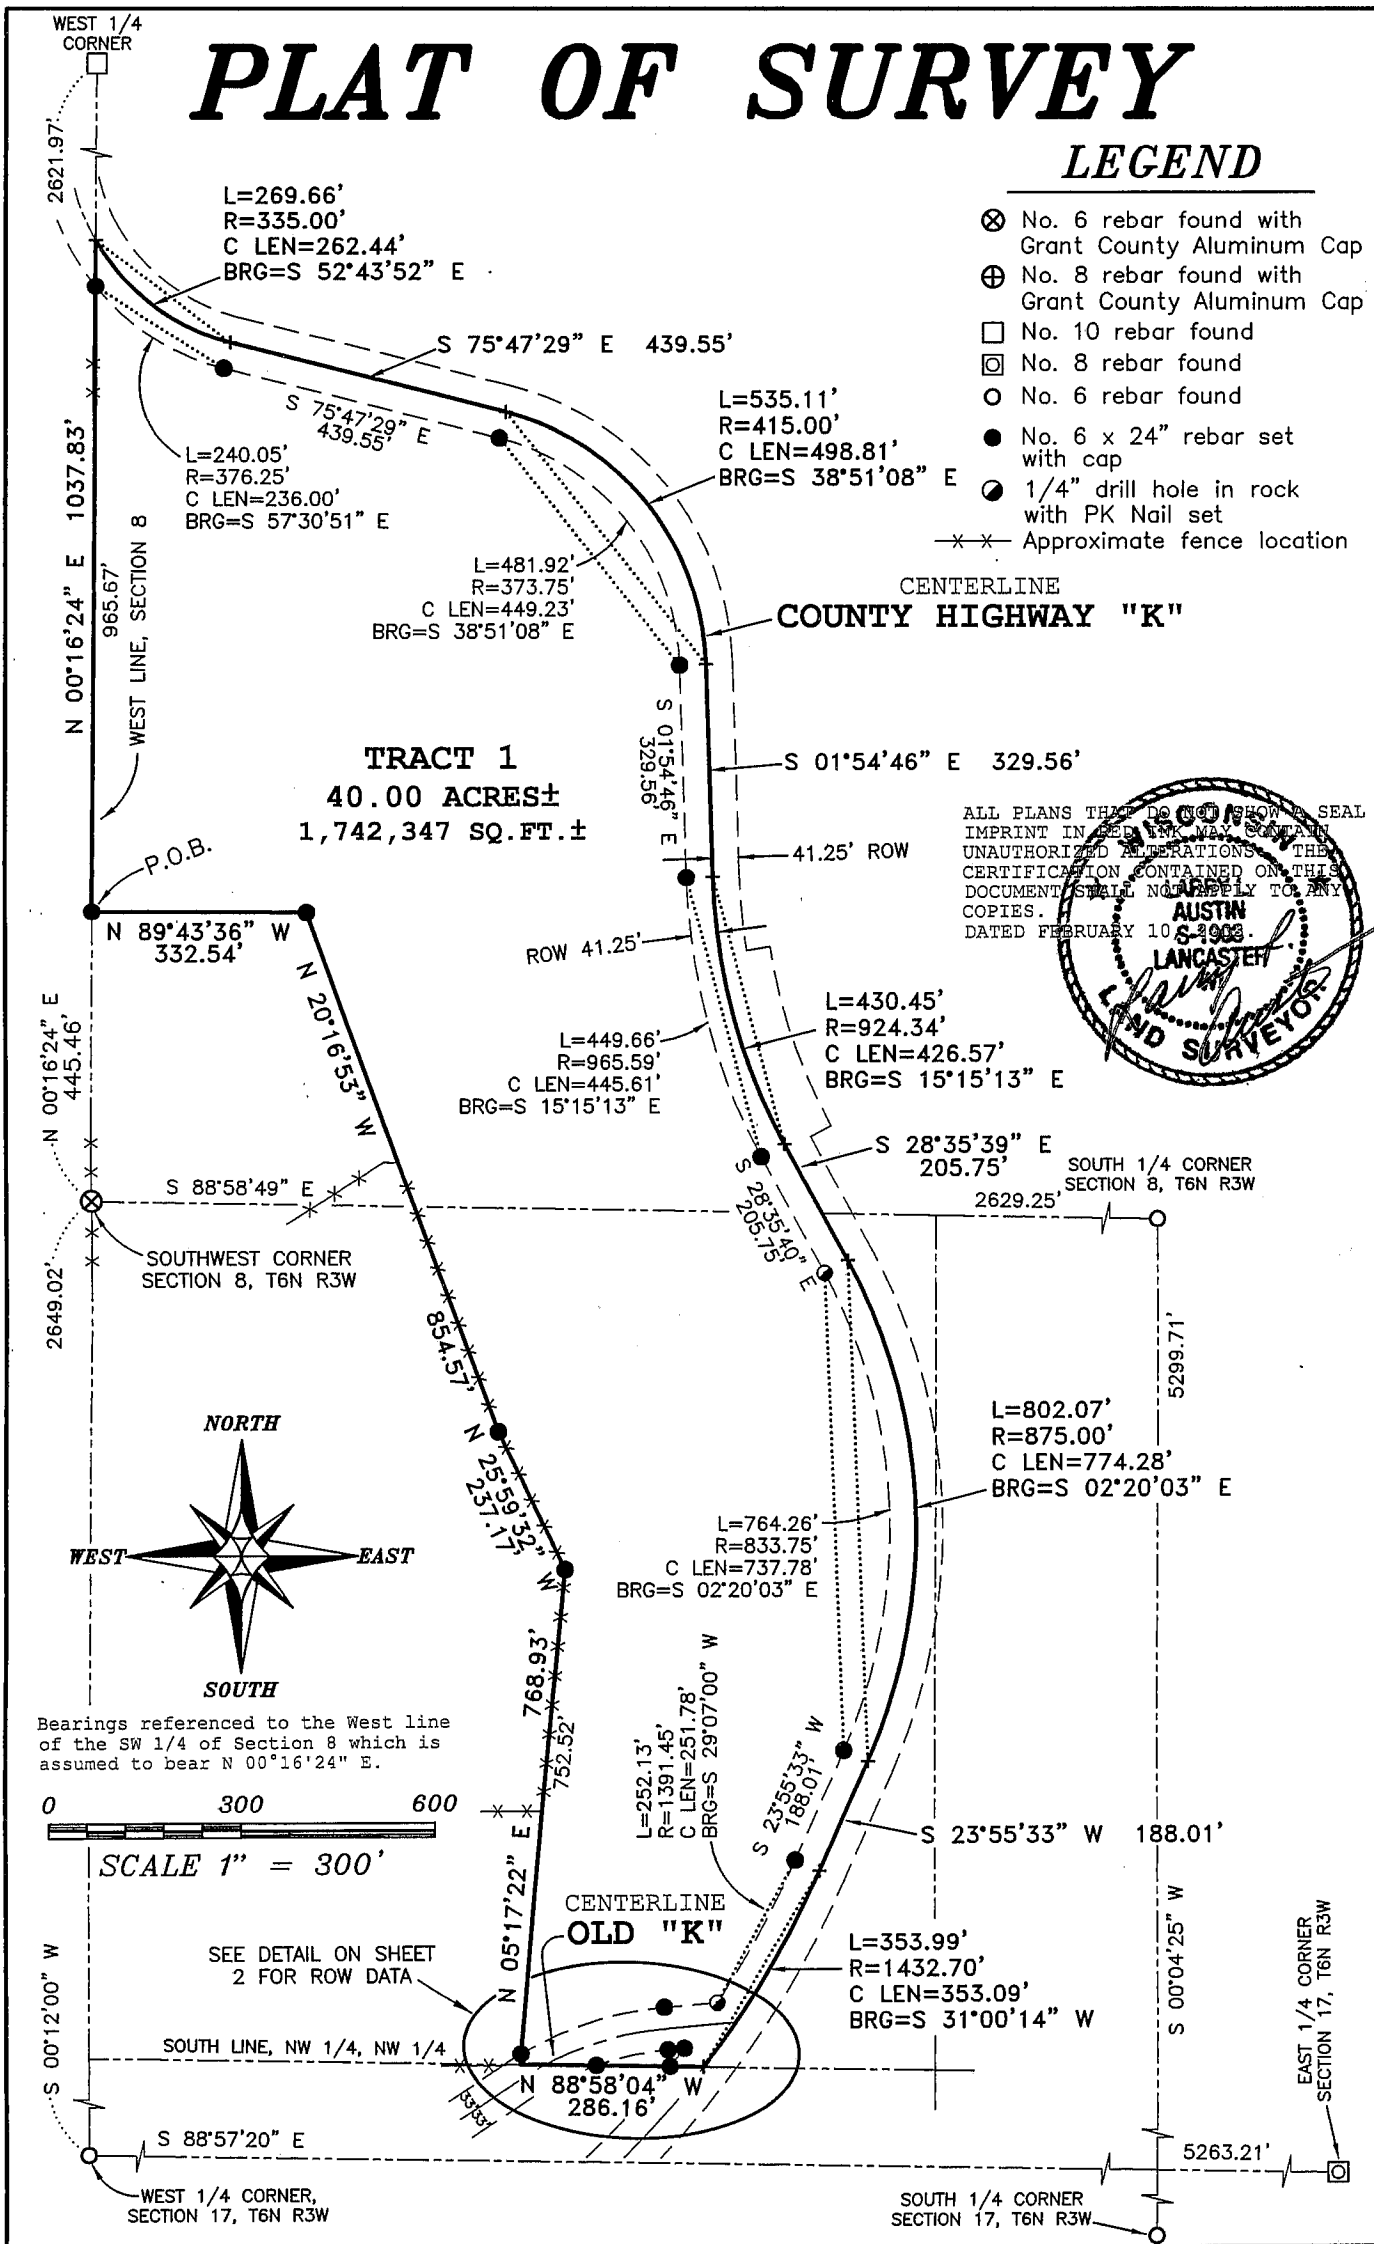 WEST 1/4
CORNER
PLAT OF SURVEY
2621.97'
LEGEND
No. 6 rebar found with
Grant County Aluminum Cap
No. 8 rebar found with
Grant County Aluminum Cap
No. 10 rebar found
No. 8 rebar found
No. 6 rebar found
No. 6 x 24" rebar set
with cap
1/4" drill hole in rock
with PK Nail set
Approximate fence location
L=269.66'
R=335.00'
C LEN=262.44'
BRG=S 52°43'52" E
S 75°47'29" E 439.55'
S 75°47'29" E
439.55'
L=535.11'
R=415.00'
C LEN=498.81'
BRG=S 38°51'08" E
L=240.05'
R=376.25'
C LEN=236.00'
BRG=S 57°30'51" E
N 00°16'24" E 1037.83'
965.67'
WEST LINE, SECTION 8
L=481.92'
R=373.75'
C LEN=449.23'
BRG=S 38°51'08" E
CENTERLINE
COUNTY HIGHWAY "K"
S 01°54'46" E
329.56'
S 01°54'46" E 329.56'
TRACT 1
40.00 ACRES±
1,742,347 SQ.FT.±
P.O.B.
41.25' ROW
ALL PLANS THAT DO NOT SHOW A SEAL
IMPRINT IN RED INK MAY CONTAIN
UNAUTHORIZED ALTERATIONS. THE
CERTIFICATION CONTAINED ON THIS
DOCUMENT SHALL NOT APPLY TO ANY
COPIES.
DATED FEBRUARY 10,
WISCONSIN
AUSTIN
LANCASTER
LAND SURVEYOR
N 89°43'36" W
332.54'
ROW 41.25'
N 20°16'53" W
854.57'
N 00°16'24" E
445.46'
L=430.45'
R=924.34'
C LEN=426.57'
BRG=S 15°15'13" E
L=449.66'
R=965.59'
C LEN=445.61'
BRG=S 15°15'13" E
S 28°35'39" E
205.75'
S 28°35'40" E
205.75'
SOUTH 1/4 CORNER
SECTION 8, T6N R3W
2629.25'
S 88°58'49" E
SOUTHWEST CORNER
SECTION 8, T6N R3W
2649.02'
5299.71'
NORTH
WEST
EAST
SOUTH
N 25°59'32" W
237.17'
L=802.07'
R=875.00'
C LEN=774.28'
BRG=S 02°20'03" E
L=764.26'
R=833.75'
C LEN=737.78'
BRG=S 02°20'03" E
768.93'
752.52'
N 05°17'22" E
Bearings referenced to the West line
of the SW 1/4 of Section 8 which is
assumed to bear N 00°16'24" E.
0 300 600
SCALE 1" = 300'
L=252.13'
R=1391.45'
C LEN=251.78'
BRG=S 29°07'00" W
S 23°55'33" W
188.01'
S 23°55'33" W 188.01'
CENTERLINE
OLD "K"
SEE DETAIL ON SHEET
2 FOR ROW DATA
L=353.99'
R=1432.70'
C LEN=353.09'
BRG=S 31°00'14" W
S 00°12'00" W
S 00°04'25" W
EAST 1/4 CORNER
SECTION 17, T6N R3W
SOUTH LINE, NW 1/4, NW 1/4
N 88°58'04" W
286.16'
33'
33'
S 88°57'20" E
5263.21'
WEST 1/4 CORNER,
SECTION 17, T6N R3W
SOUTH 1/4 CORNER
SECTION 17, T6N R3W